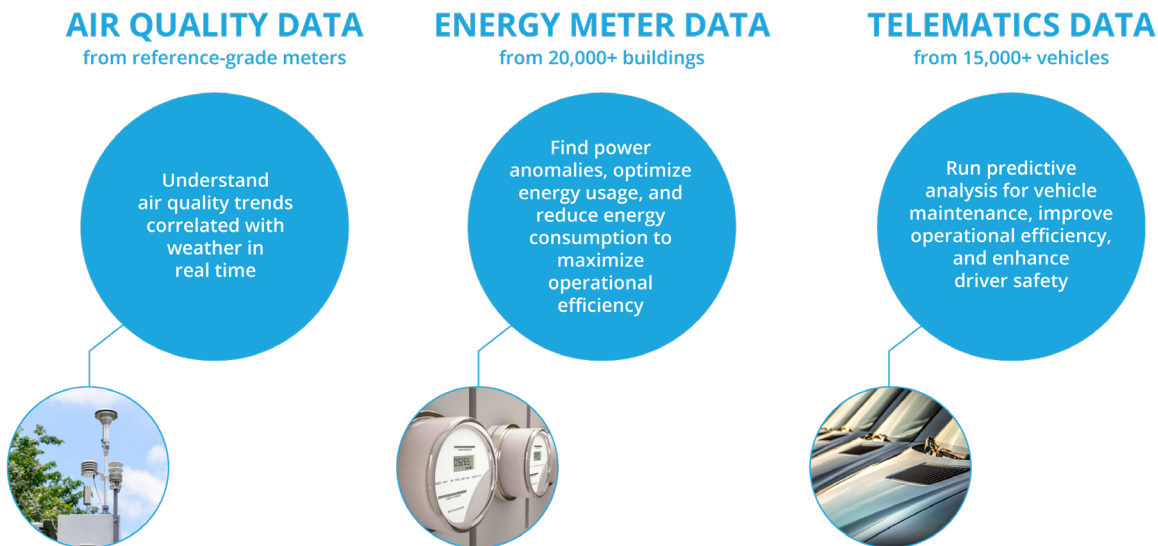 AIR QUALITY DATA
from reference-grade meters
Understand
air quality trends
correlated with
weather in
real time
ENERGY METER DATA
from 20,000+ buildings
Find power
anomalies, optimize
energy usage, and
reduce energy
consumption to
maximize
operational
efficiency
TELEMATICS DATA
from 15,000+ vehicles
Run predictive
analysis for vehicle
maintenance, improve
operational efficiency,
and enhance
driver safety